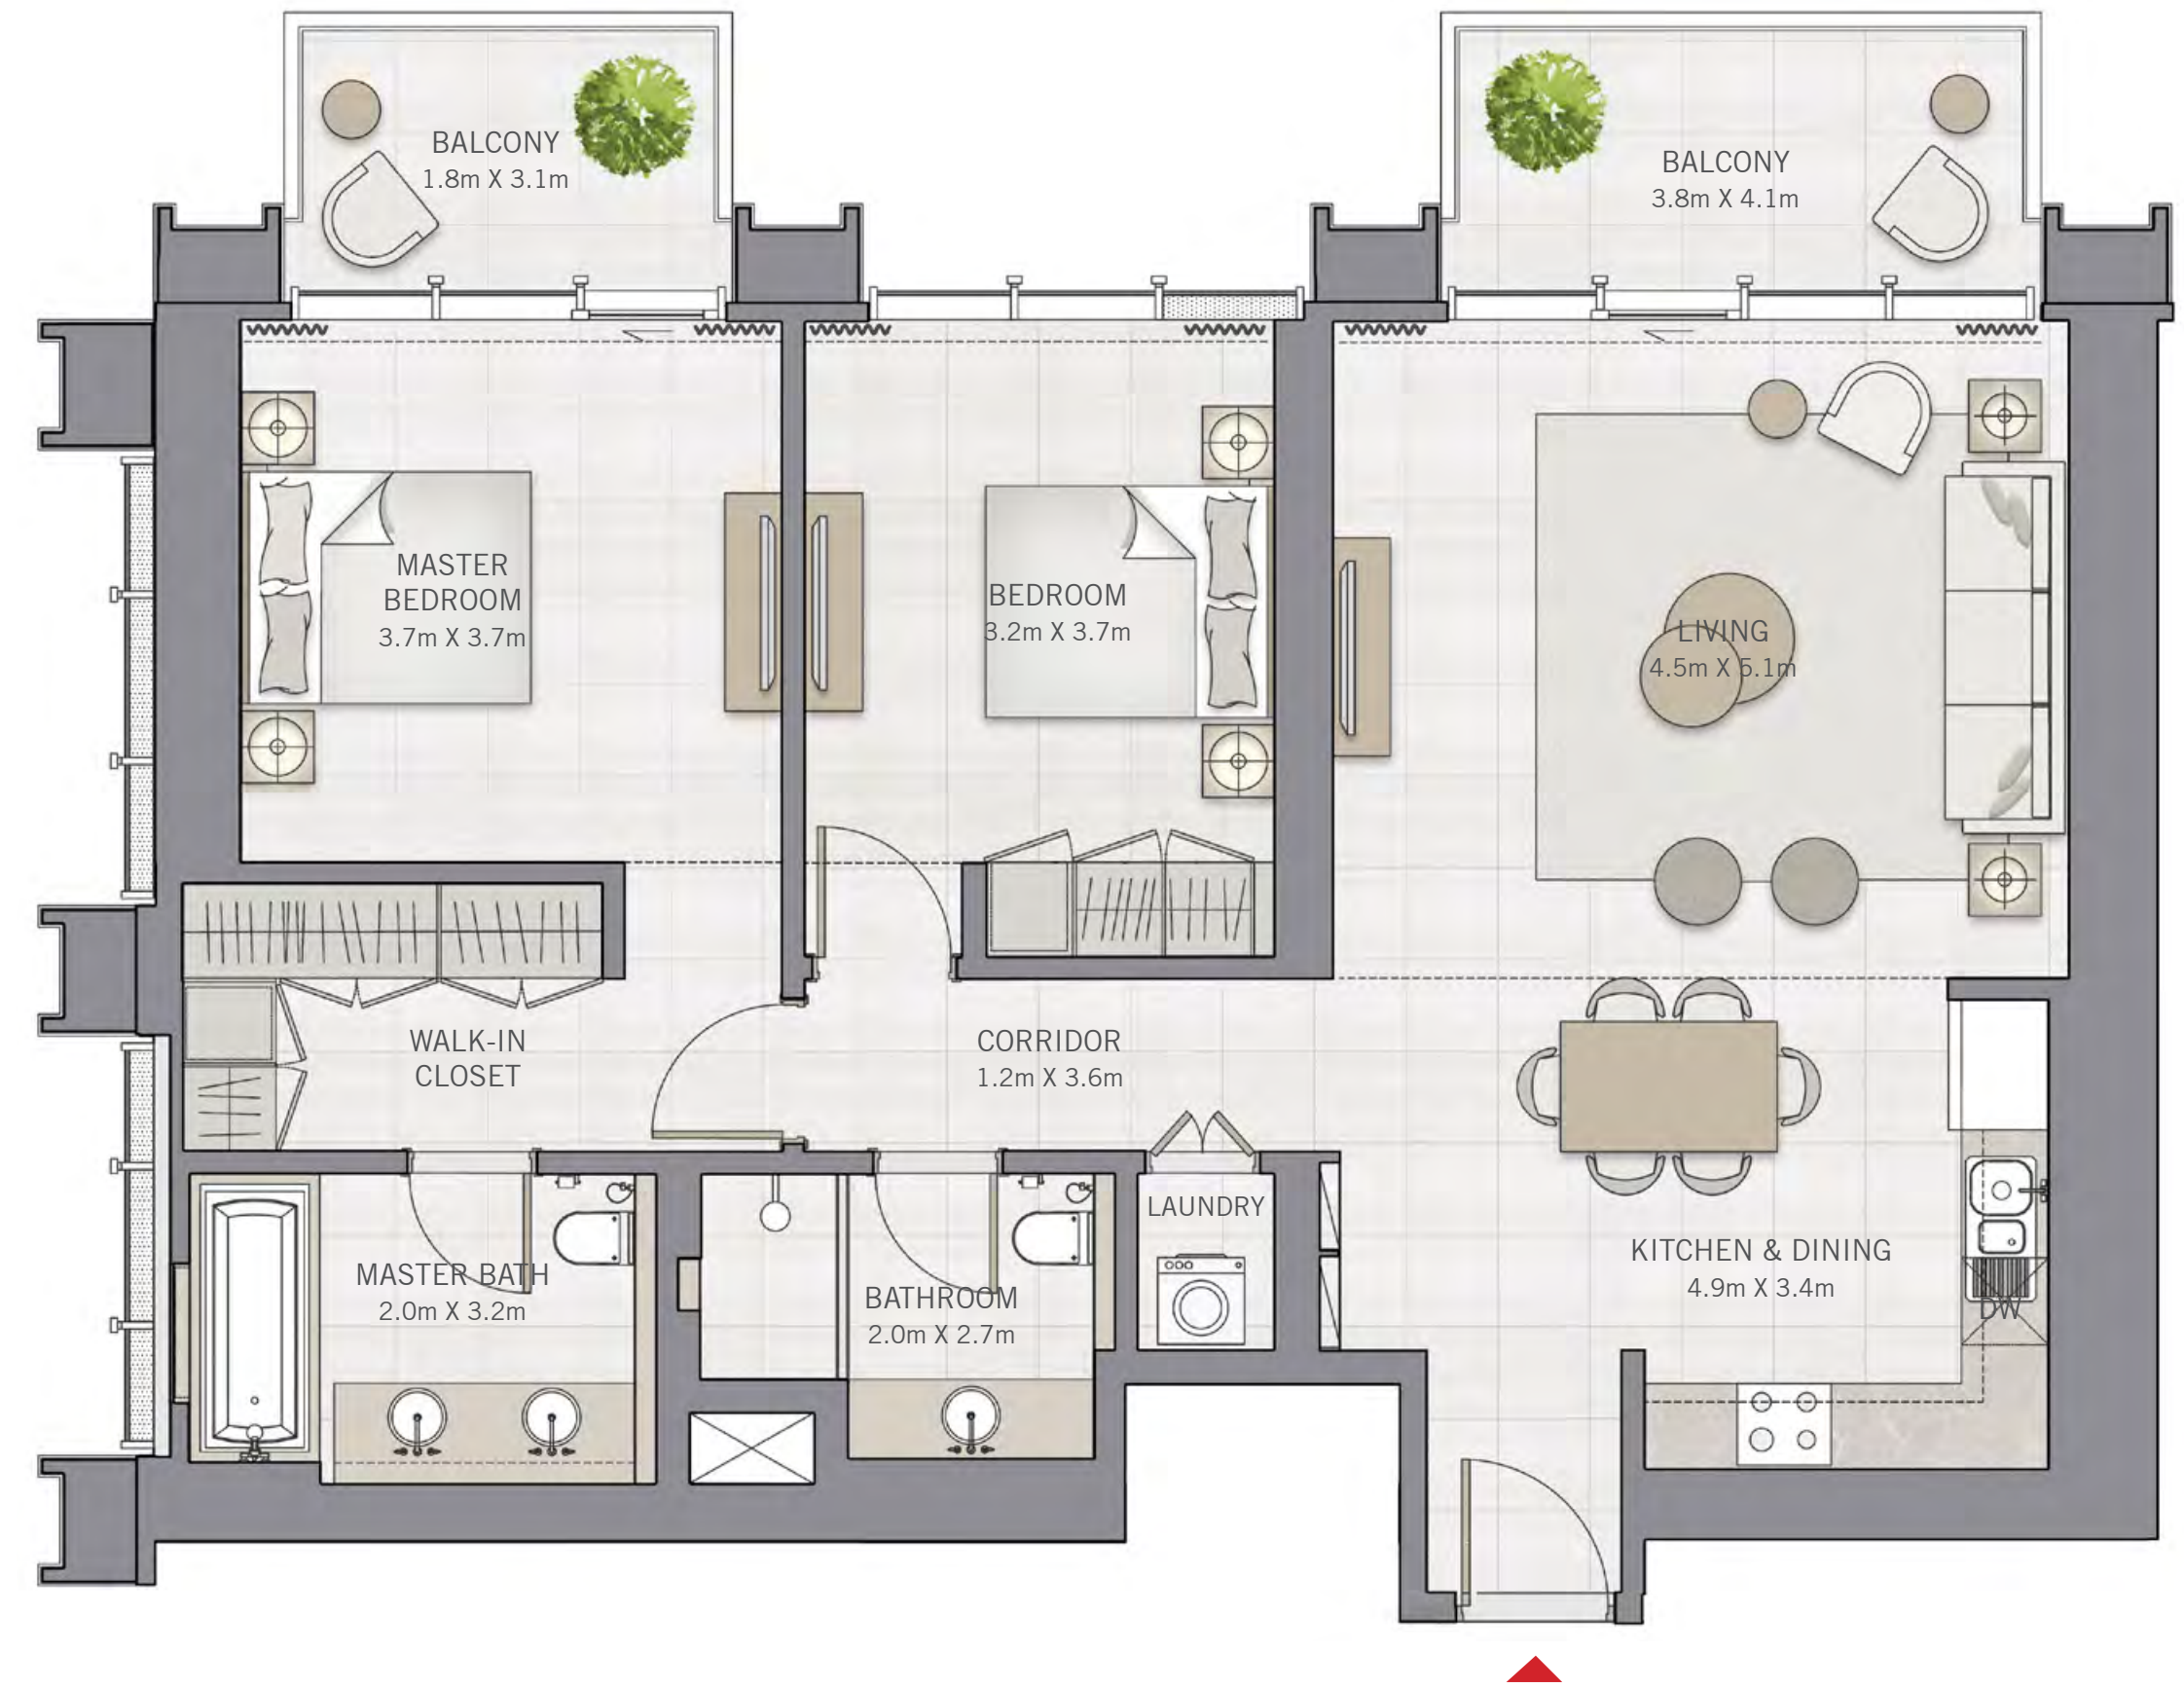 BALCONY
1.8m X 3.1m
BALCONY
3.8m X 4.1m
MASTER
BEDROOM
3.7m X 3.7m
BEDROOM
3.2m X 3.7m
LIVING
4.5m X 5.1m
WALK-IN
CLOSET
CORRIDOR
1.2m X 3.6m
LAUNDRY
MASTER BATH
2.0m X 3.2m
BATHROOM
2.0m X 2.7m
KITCHEN & DINING
4.9m X 3.4m
DW